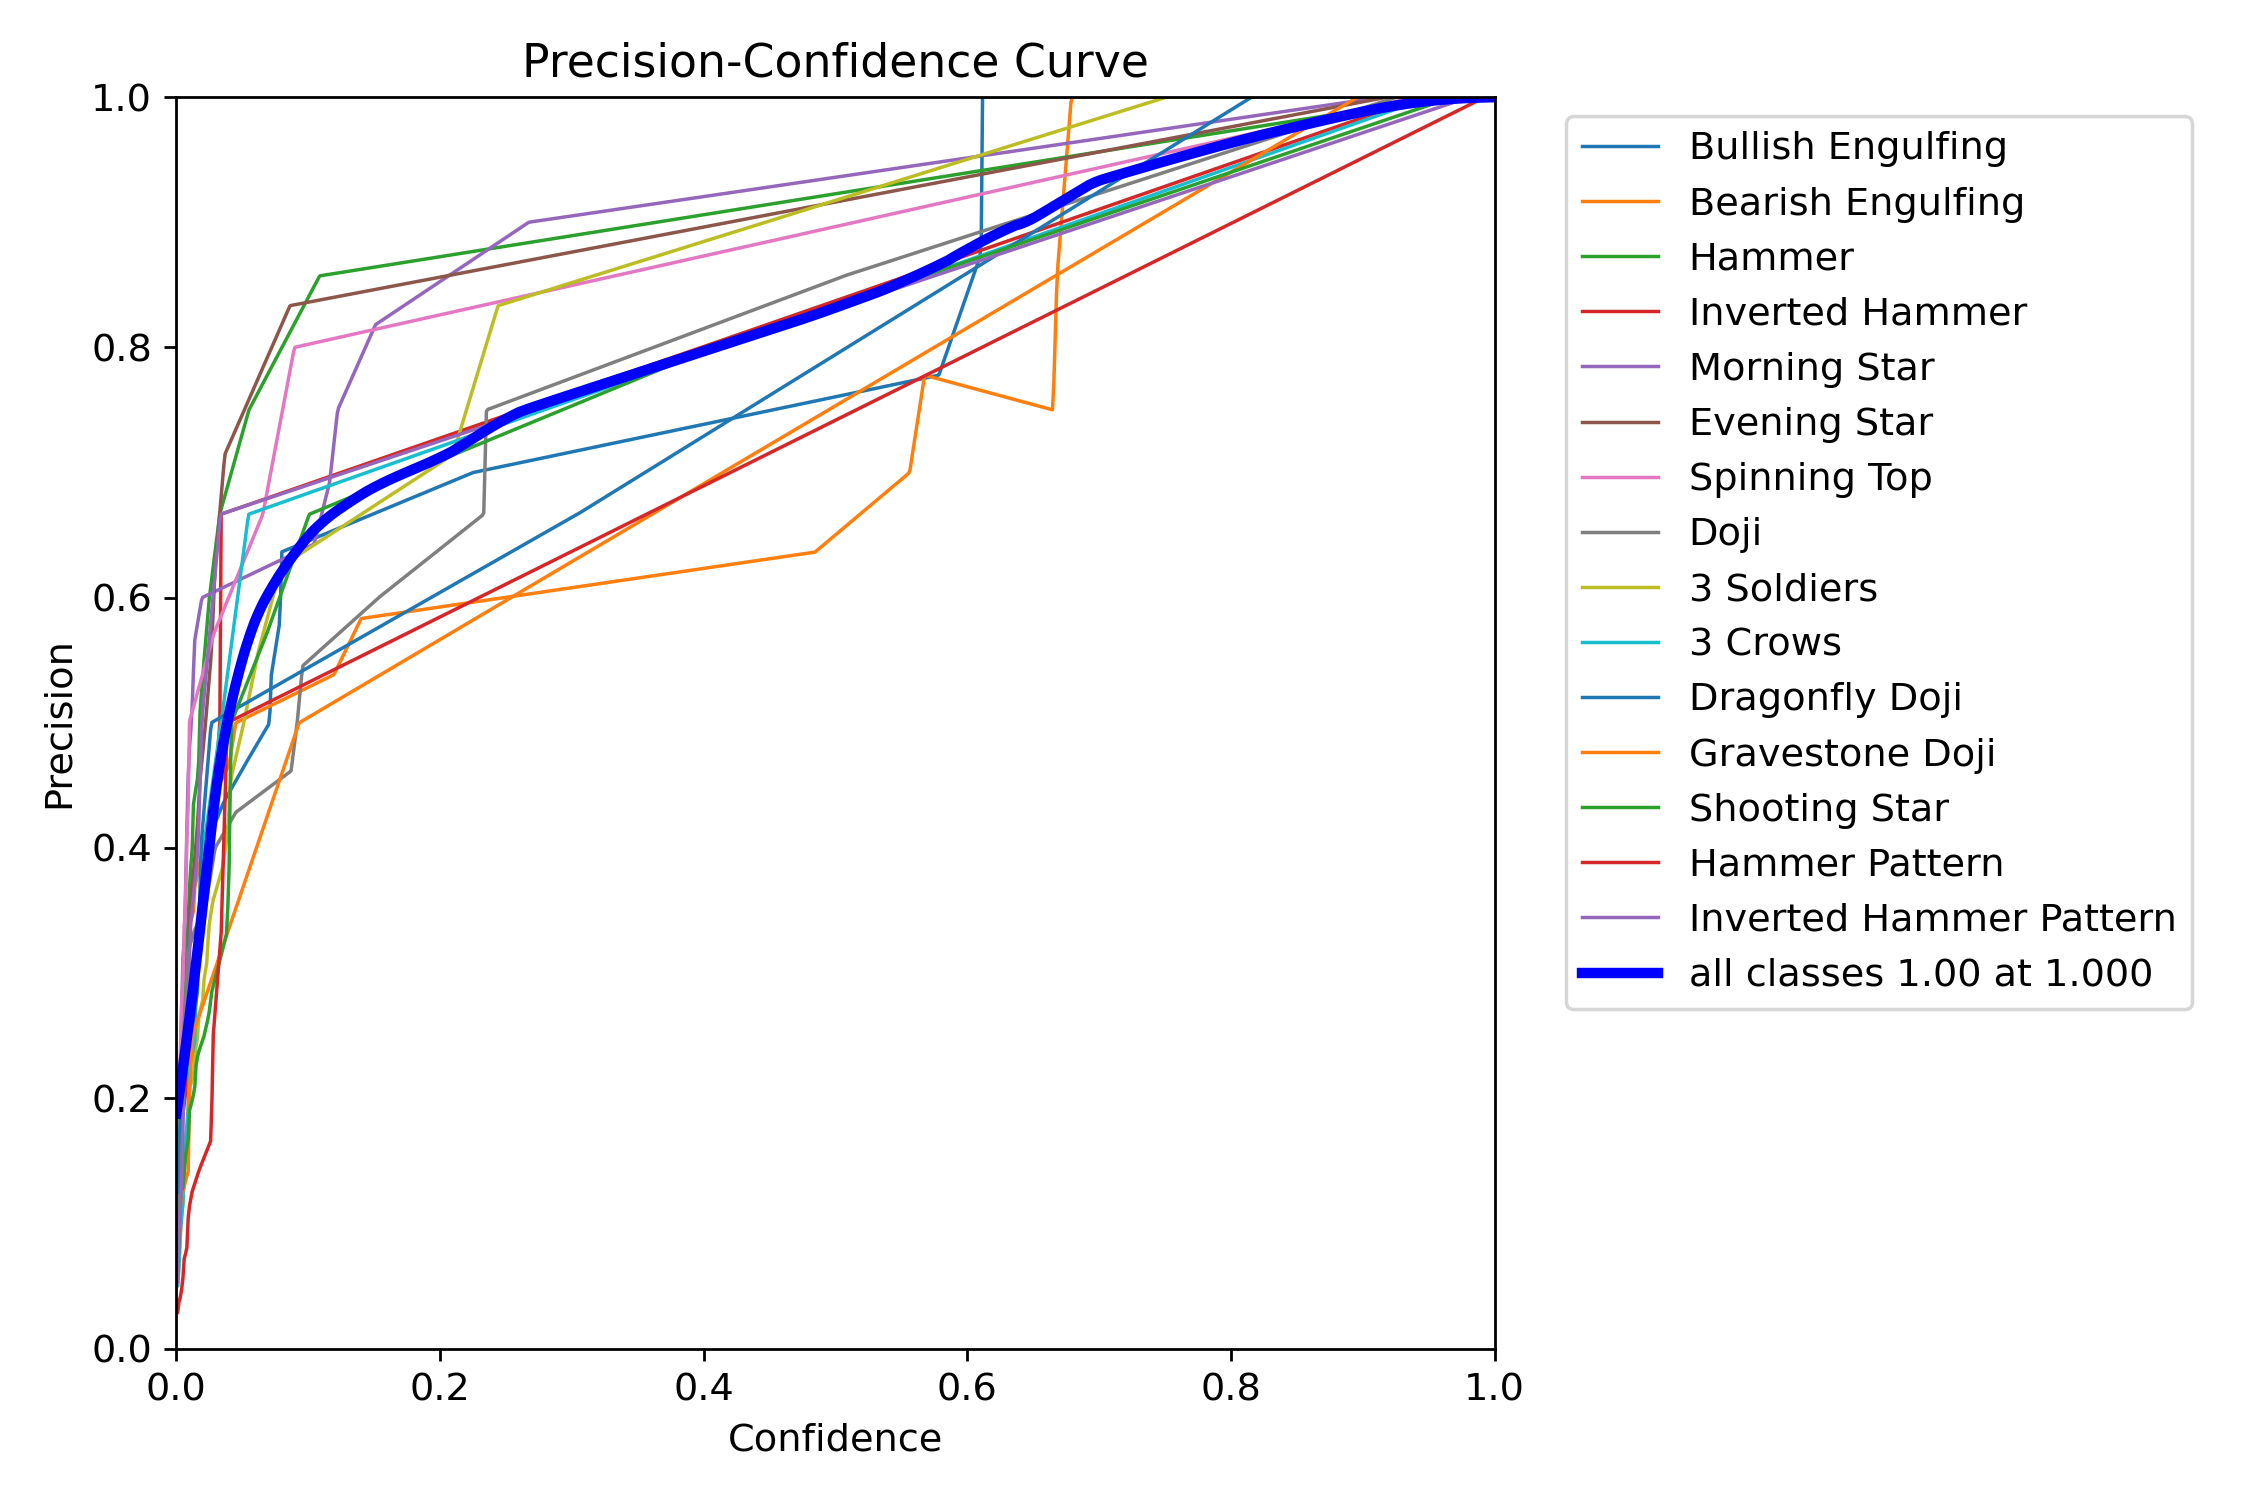 Precision-Confidence Curve
1.0
0.8
0.6
0.4
0.2
0.0
Precision
0.0 0.2 0.4 0.6 0.8 1.0
Confidence
Bullish Engulfing
Bearish Engulfing
Hammer
Inverted Hammer
Morning Star
Evening Star
Spinning Top
Doji
3 Soldiers
3 Crows
Dragonfly Doji
Gravestone Doji
Shooting Star
Hammer Pattern
Inverted Hammer Pattern
all classes 1.00 at 1.000